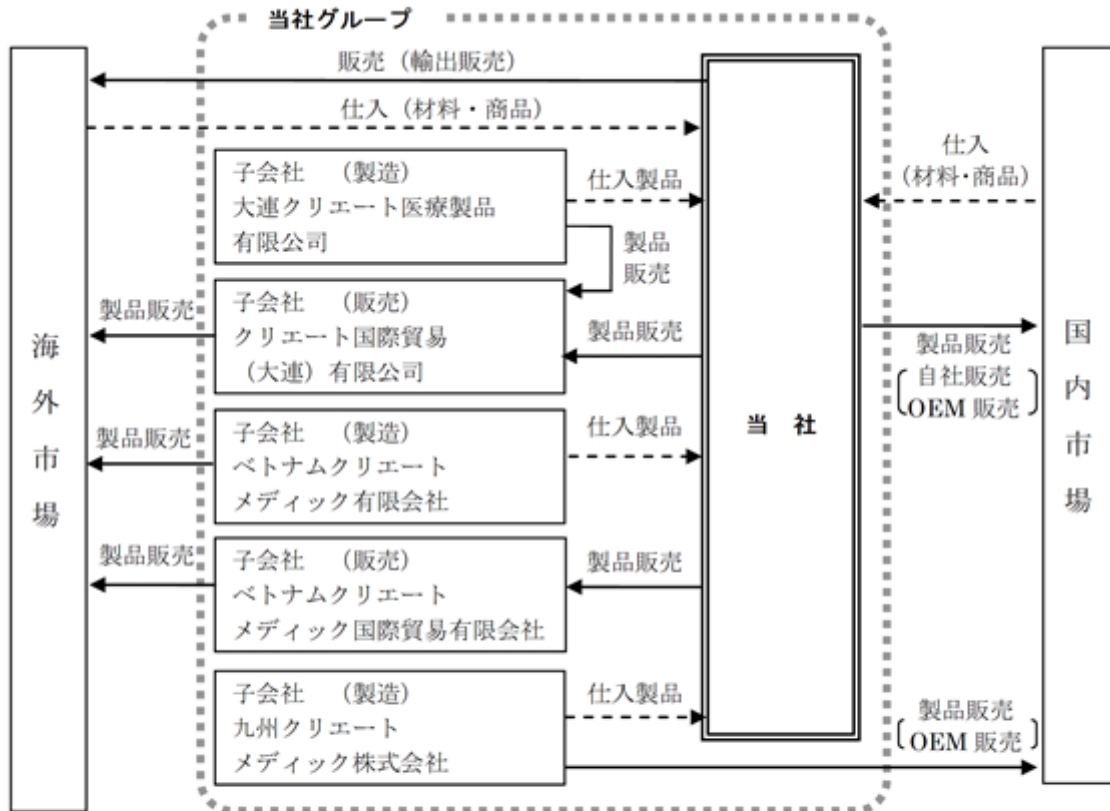 当社グループ
販売（輸出販売）
仕入（材料・商品）
子会社　（製造）
大連クリエート医療製品
有限公司
仕入製品
製品
販売
仕入
（材料・商品）
子会社　（販売）
クリエート国際貿易
（大連）有限公司
製品販売
製品販売
海外市場
当　社
製品販売
自社販売
OEM 販売
国内市場
子会社　（製造）
ベトナムクリエート
メディック有限会社
製品販売
仕入製品
子会社　（販売）
ベトナムクリエート
メディック国際貿易有限会社
製品販売
製品販売
子会社　（製造）
九州クリエート
メディック株式会社
仕入製品
製品販売
OEM 販売